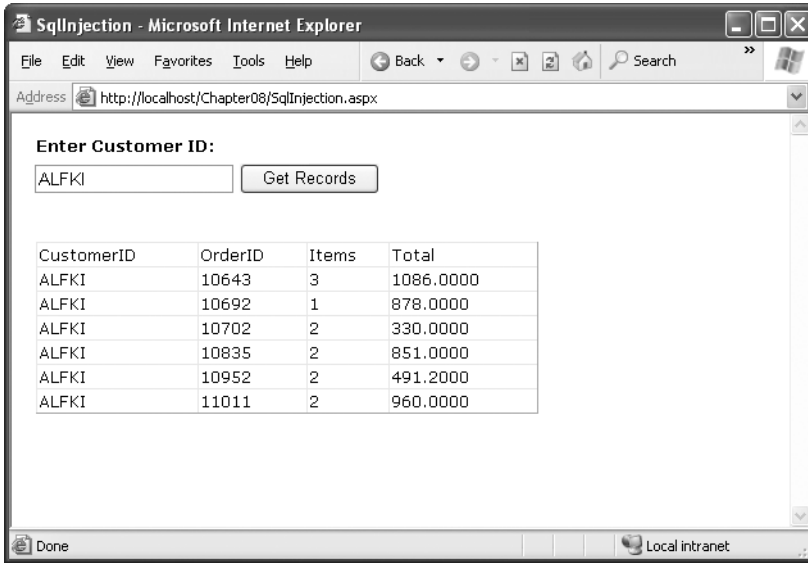 SqlInjection - Microsoft Internet Explorer
File Edit View Favorites Tools Help Back Search »
Address http://localhost/Chapter08/SqlInjection.aspx
Enter Customer ID:
ALFKI Get Records
CustomerID OrderID Items Total
ALFKI 10643 3 1086.0000
ALFKI 10692 1 878.0000
ALFKI 10702 2 330.0000
ALFKI 10835 2 851.0000
ALFKI 10952 2 491.2000
ALFKI 11011 2 960.0000
Done Local intranet